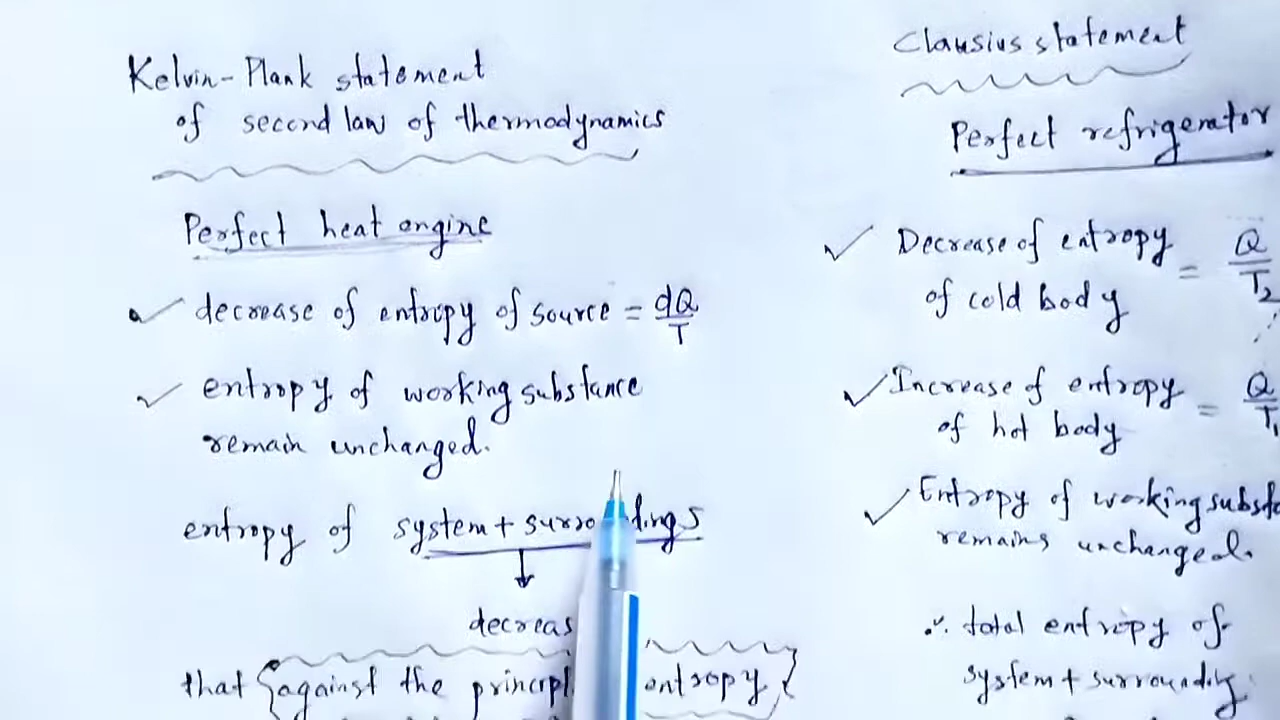 Kelvin-Plank statement
of second law of thermodynamics
Perfect heat engine
decrease of entropy of source = dQ/T
entropy of working substance
remain unchanged.
entropy of system +
decreas
that {against the entropy}
Clausius statement
Perfect refrigerator
Decrease of entropy
of cold body = Q/T2
Increase of entropy
of hot body = Q/T1
Entropy of working
remains unchanged.
∴ total entropy of
system + surrounding